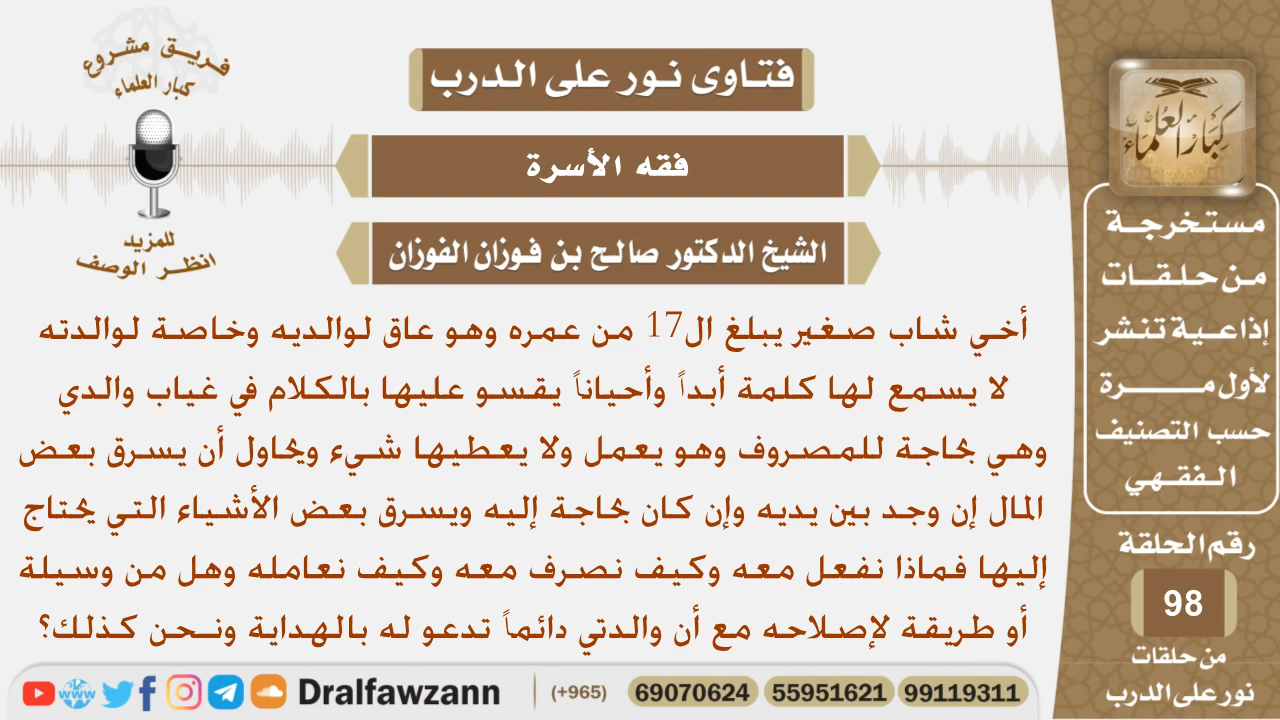 فتاوى نور على الدرب
فقه الأسرة
الشيخ الدكتور صالح بن فوزان الفوزان
فريق مشروع
كبار العلماء
للمزيد
انظر الوصف
أخي شاب صغير يبلغ ال17 من عمره وهو عاق لوالديه وخاصة لوالدته
لا يسمع لها كلمة أبداً وأحياناً يقسو عليها بالكلام في غياب والدي
وهي بحاجة للمصروف وهو يعمل ولا يعطيها شيء ويحاول أن يسرق بعض
المال إن وجد بين يديه وإن كان بحاجة إليه ويسرق بعض الأشياء التي يحتاج
إليها فماذا نفعل معه وكيف نصرف معه وكيف نعامله وهل من وسيلة
أو طريقة لإصلاحه مع أن والدتي دائماً تدعو له بالهداية ونحن كذلك؟
كبار العلماء
مستخرجة
من حلقات
إذاعية تنشر
لأول مرة
حسب التصنيف
الفقهي
رقم الحلقة
98
من حلقات
نور على الدرب
www Dralfawzann (+965) 69070624 55951621 99119311